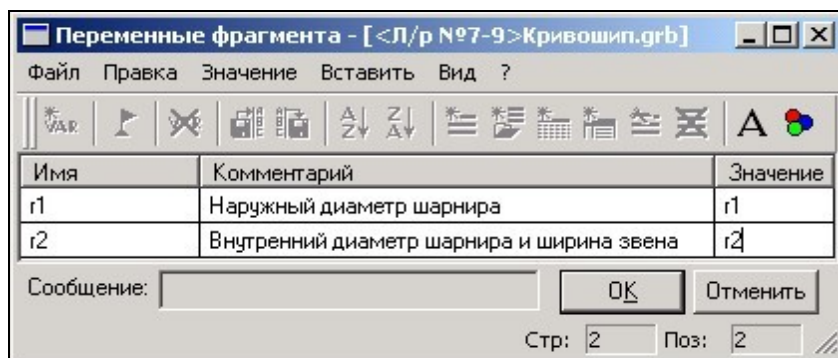 Переменные фрагмента - [<Л/р №7-9>Кривошип.grb]
Файл Правка Значение Вставить Вид ?
VAR A Z Z A A
Имя Комментарий Значение
r1 Наружный диаметр шарнира r1
r2 Внутренний диаметр шарнира и ширина звена r2
Сообщение: OK Отменить
Стр: 2 Поз: 2